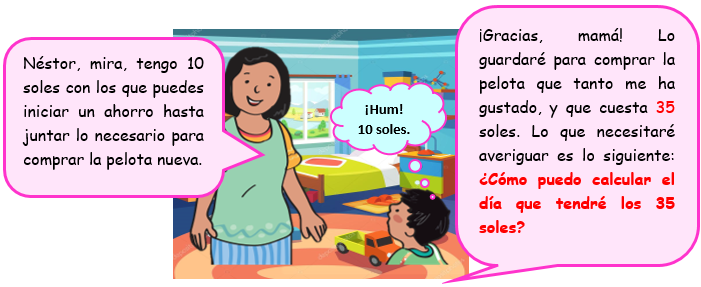 Néstor, mira, tengo 10
soles con los que puedes
iniciar un ahorro hasta
juntar lo necesario para
comprar la pelota nueva.
¡Hum!
10 soles.
¡Gracias, mamá! Lo
guardaré para comprar la
pelota que tanto me ha
gustado, y que cuesta 35
soles. Lo que necesitaré
averiguar es lo siguiente:
¿Cómo puedo calcular el
día que tendré los 35
soles?